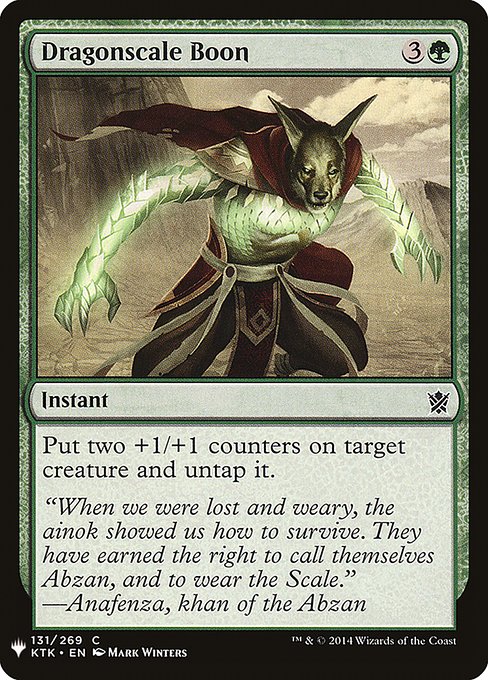 Dragonscale Boon 3
Instant
Put two +1/+1 counters on target
creature and untap it.
“When we were lost and weary, the
ainok showed us how to survive. They
have earned the right to call themselves
Abzan, and to wear the Scale.”
—Anafenza, khan of the Abzan
131/269 C
KTK • EN Mark Winters
™ & © 2014 Wizards of the Coast